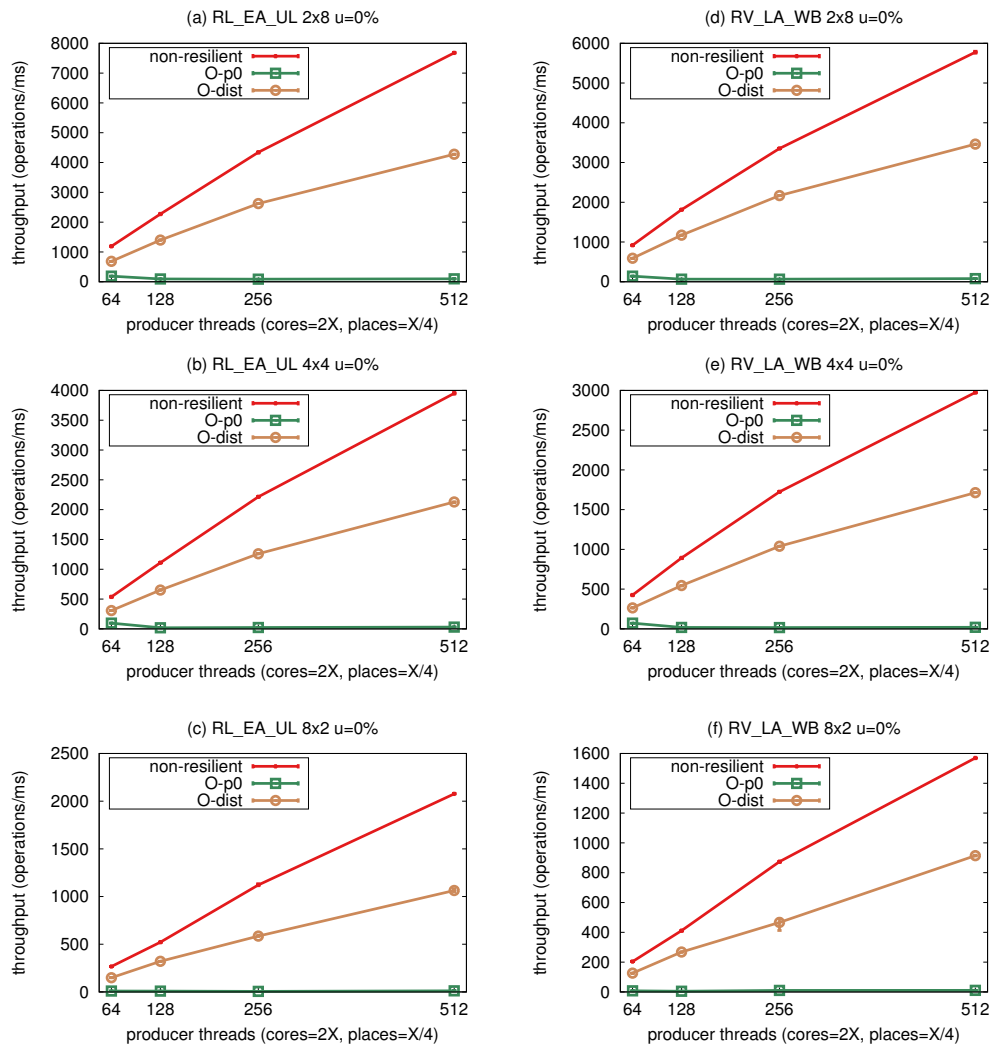 (a) RL_EA_UL 2x8 u=0%
throughput (operations/ms)
8000
7000
6000
5000
4000
3000
2000
1000
0
non-resilient
O-p0
O-dist
64 128 256 512
producer threads (cores=2X, places=X/4)
(d) RV_LA_WB 2x8 u=0%
throughput (operations/ms)
6000
5000
4000
3000
2000
1000
0
non-resilient
O-p0
O-dist
64 128 256 512
producer threads (cores=2X, places=X/4)
(b) RL_EA_UL 4x4 u=0%
throughput (operations/ms)
4000
3500
3000
2500
2000
1500
1000
500
0
non-resilient
O-p0
O-dist
64 128 256 512
producer threads (cores=2X, places=X/4)
(e) RV_LA_WB 4x4 u=0%
throughput (operations/ms)
3000
2500
2000
1500
1000
500
0
non-resilient
O-p0
O-dist
64 128 256 512
producer threads (cores=2X, places=X/4)
(c) RL_EA_UL 8x2 u=0%
throughput (operations/ms)
2500
2000
1500
1000
500
0
non-resilient
O-p0
O-dist
64 128 256 512
producer threads (cores=2X, places=X/4)
(f) RV_LA_WB 8x2 u=0%
throughput (operations/ms)
1600
1400
1200
1000
800
600
400
200
0
non-resilient
O-p0
O-dist
64 128 256 512
producer threads (cores=2X, places=X/4)